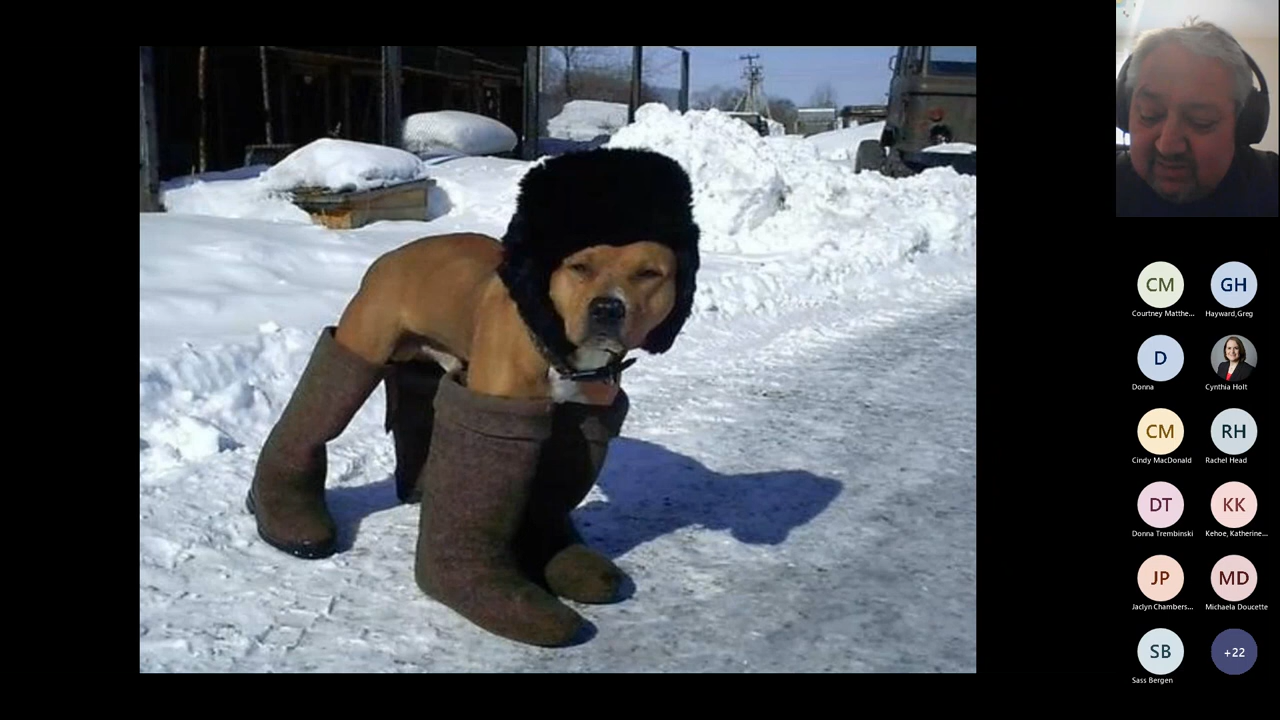 CM
GH
Courtney Matthe...
Hayward,Greg
D
Donna
Cynthia Holt
CM
RH
Cindy MacDonald
Rachel Head
DT
KK
Donna Trembinski
Kehoe, Katherine...
JP
MD
Jaclyn Chambers...
Michaela Doucette
SB
+22
Sass Bergen